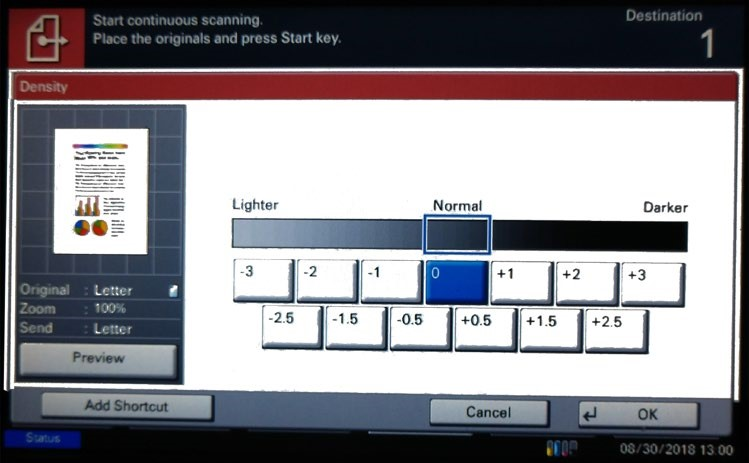 Start continuous scanning.
Place the originals and press Start key.
Destination
1
Density
Lighter
Normal
Darker
-3
-2
-1
0
+1
+2
+3
-2.5
-1.5
-0.5
+0.5
+1.5
+2.5
Original : Letter
Zoom : 100%
Send : Letter
Preview
Add Shortcut
Cancel
OK
Status
08/30/2018 13:00